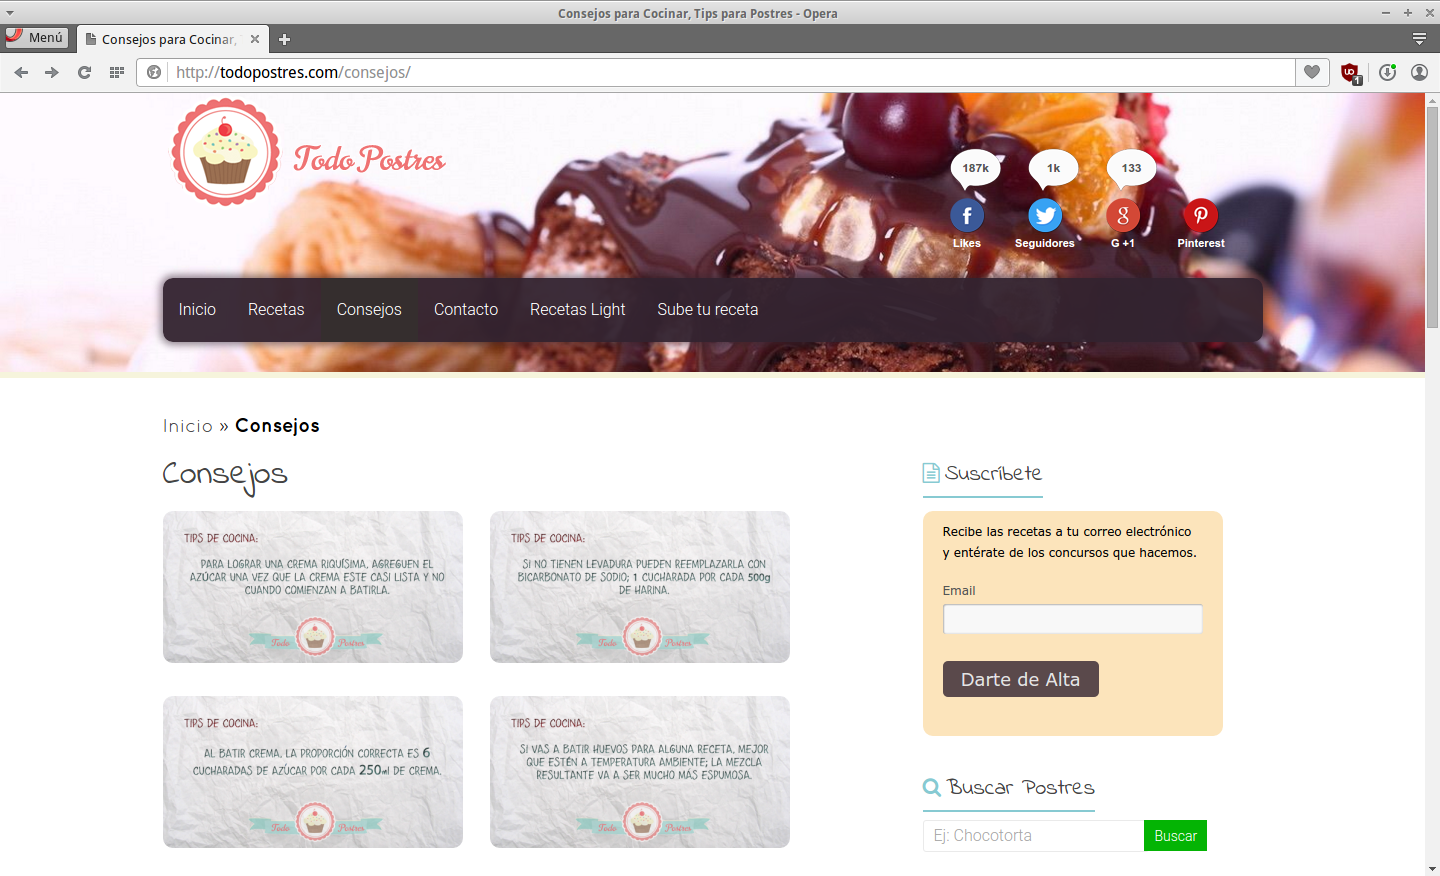 Consejos para Cocinar, Tips para Postres - Opera
Menú
Consejos para Cocinar,
http://todopostres.com/consejos/
UO
1
Todo Postres
187k
1k
133
Likes
Seguidores
G +1
Pinterest
Inicio
Recetas
Consejos
Contacto
Recetas Light
Sube tu receta
Inicio » Consejos
Consejos
TIPS DE COCINA:
PARA LOGRAR UNA CREMA RIQUÍSIMA, AGREGUEN EL
AZÚCAR UNA VEZ QUE LA CREMA ESTE CASI LISTA Y NO
CUANDO COMIENZAN A BATIRLA.
Todo Postres
TIPS DE COCINA:
SI NO TIENEN LEVADURA PUEDEN REEMPLAZARLA CON
BICARBONATO DE SODIO; 1 CUCHARADA POR CADA 500g
DE HARINA.
Todo Postres
TIPS DE COCINA:
AL BATIR CREMA, LA PROPORCIÓN CORRECTA ES 6
CUCHARADAS DE AZÚCAR POR CADA 250ml DE CREMA.
Todo Postres
TIPS DE COCINA:
SI VAS A BATIR HUEVOS PARA ALGUNA RECETA, MEJOR
QUE ESTÉN A TEMPERATURA AMBIENTE; LA MEZCLA
RESULTANTE VA A SER MUCHO MÁS ESPUMOSA.
Todo Postres
Suscríbete
Recibe las recetas a tu correo electrónico
y entérate de los concursos que hacemos.
Email
Darte de Alta
Buscar Postres
Ej: Chocotorta
Buscar